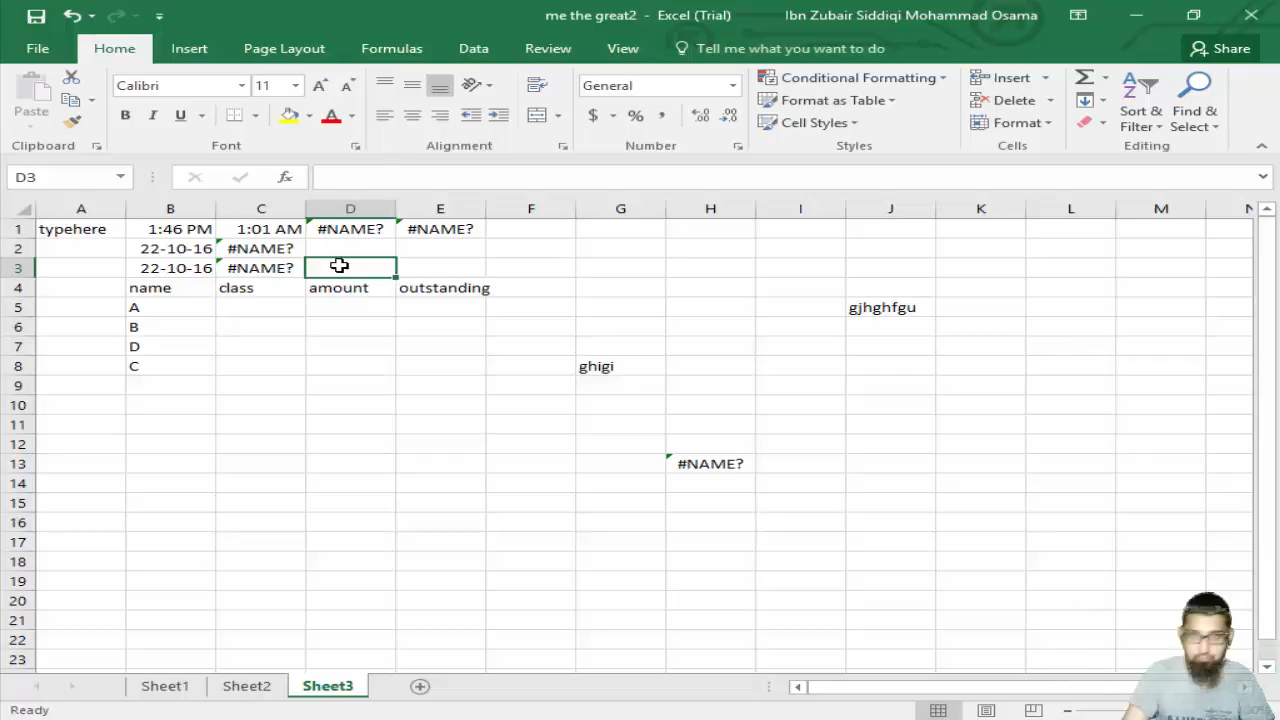 me the great2 - Excel (Trial)
Ibn Zubair Siddiqi Mohammad Osama
File Home Insert Page Layout Formulas Data Review View Tell me what you want to do Share
Paste
Calibri 11
General
Conditional Formatting
Format as Table
Cell Styles
Insert
Delete
Format
Sort & Filter
Find & Select
Clipboard Font Alignment Number Styles Cells Editing
D3 fx
A B C D E F G H I J K L M N
1 typehere 1:46 PM 1:01 AM #NAME? #NAME?
2 22-10-16 #NAME?
3 22-10-16 #NAME?
4 name class amount outstanding
5 A gjhghfgu
6 B
7 D
8 C ghigi
9
10
11
12
13 #NAME?
14
15
16
17
18
19
20
21
22
23
Sheet1 Sheet2 Sheet3
Ready